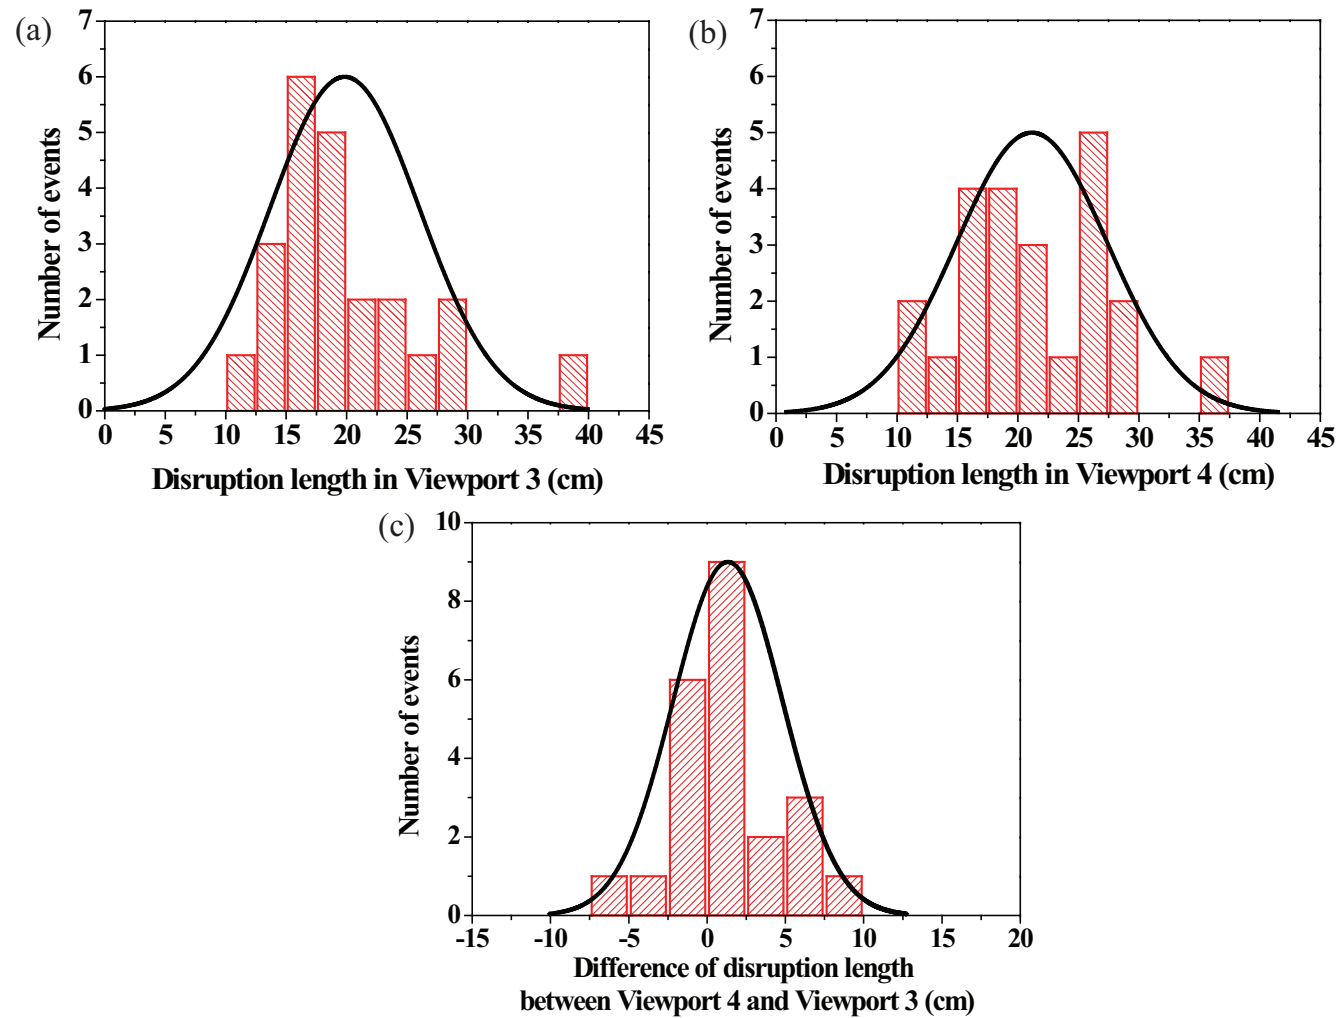 (a)
7
6
5
4
3
2
1
0
Number of events
0 5 10 15 20 25 30 35 40 45
Disruption length in Viewport 3 (cm)
(b)
7
6
5
4
3
2
1
0
Number of events
0 5 10 15 20 25 30 35 40 45
Disruption length in Viewport 4 (cm)
(c)
10
8
6
4
2
0
Number of events
-15 -10 -5 0 5 10 15 20
Difference of disruption length
between Viewport 4 and Viewport 3 (cm)